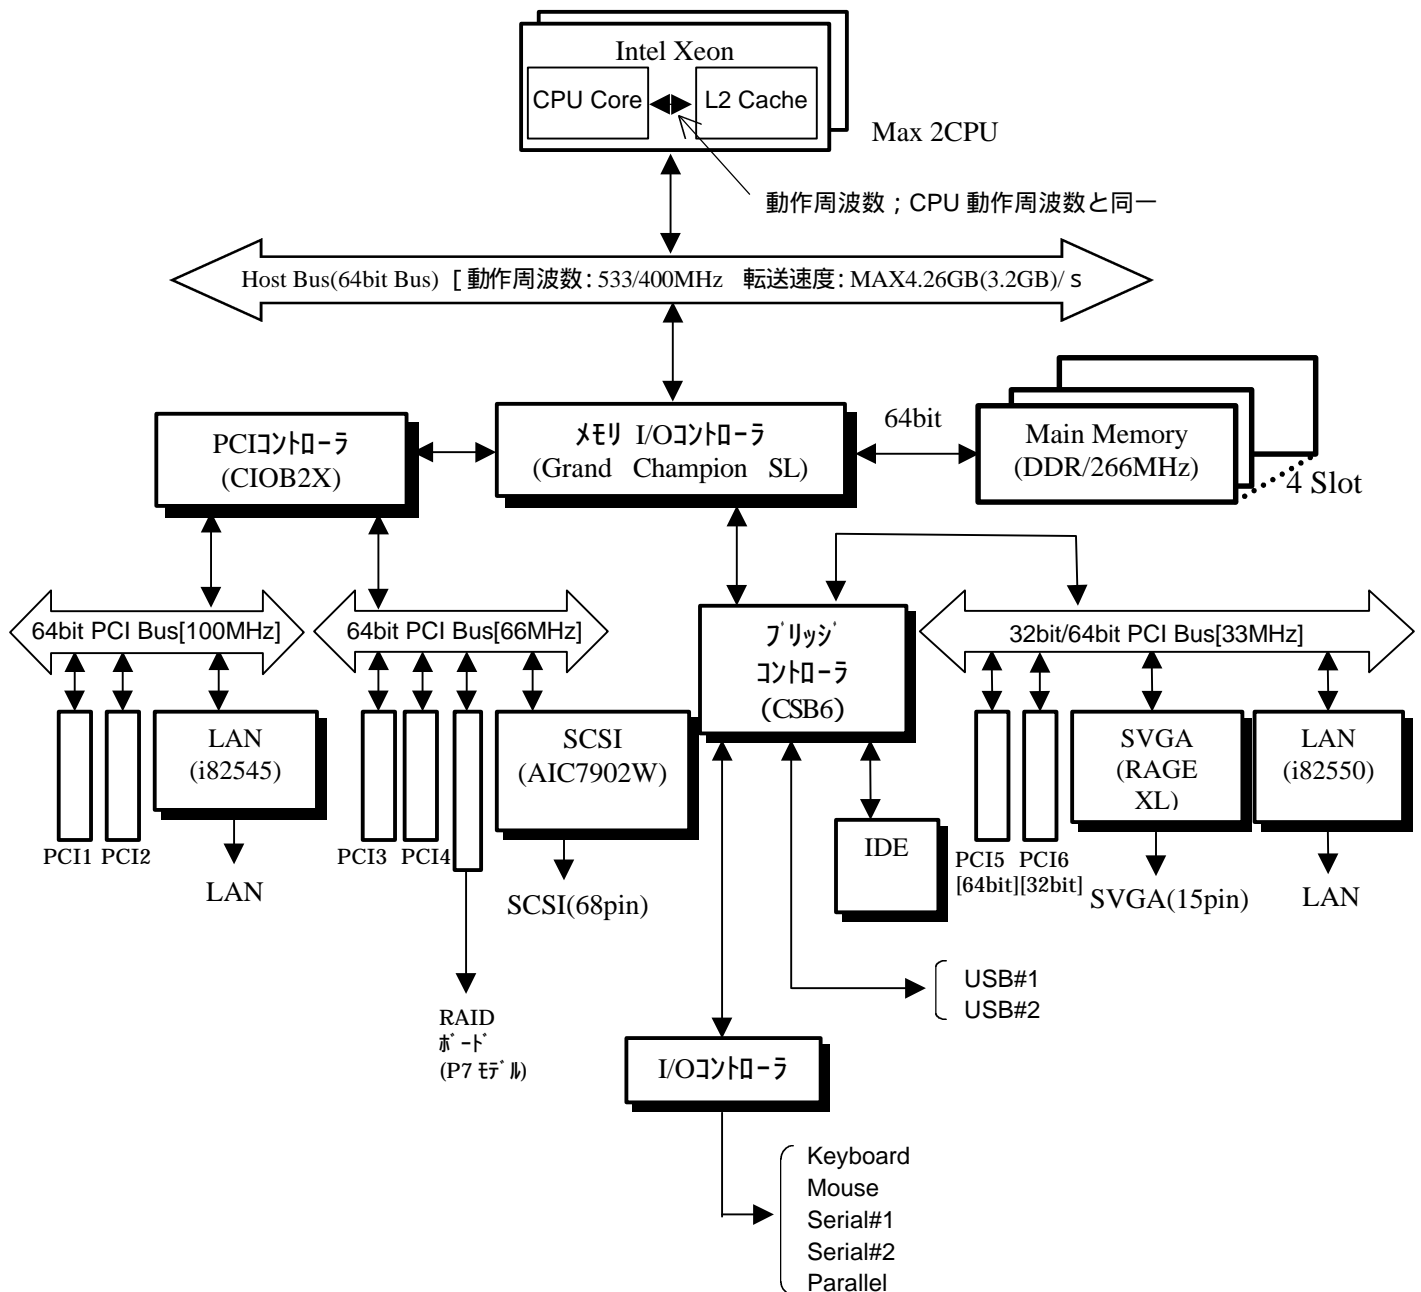 Intel Xeon
CPU Core
L2 Cache
Max 2CPU
動作周波数；CPU 動作周波数と同一
Host Bus(64bit Bus) [ 動作周波数: 533/400MHz 転送速度: MAX4.26GB(3.2GB)/ s
PCIｺﾝﾄﾛｰﾗ
(CIOB2X)
ﾒﾓﾘ I/Oｺﾝﾄﾛｰﾗ
(Grand Champion SL)
64bit
Main Memory
(DDR/266MHz)
4 Slot
64bit PCI Bus[100MHz]
64bit PCI Bus[66MHz]
ﾌﾞﾘｯｼﾞ
ｺﾝﾄﾛｰﾗ
(CSB6)
32bit/64bit PCI Bus[33MHz]
LAN
(i82545)
SCSI
(AIC7902W)
SVGA
(RAGE
XL)
LAN
(i82550)
IDE
PCI1
PCI2
PCI3
PCI4
PCI5
[64bit]
PCI6
[32bit]
LAN
SCSI(68pin)
SVGA(15pin)
LAN
RAID
ﾎﾞｰﾄﾞ
(P7 ﾓﾃﾞﾙ)
USB#1
USB#2
I/Oｺﾝﾄﾛｰﾗ
Keyboard
Mouse
Serial#1
Serial#2
Parallel